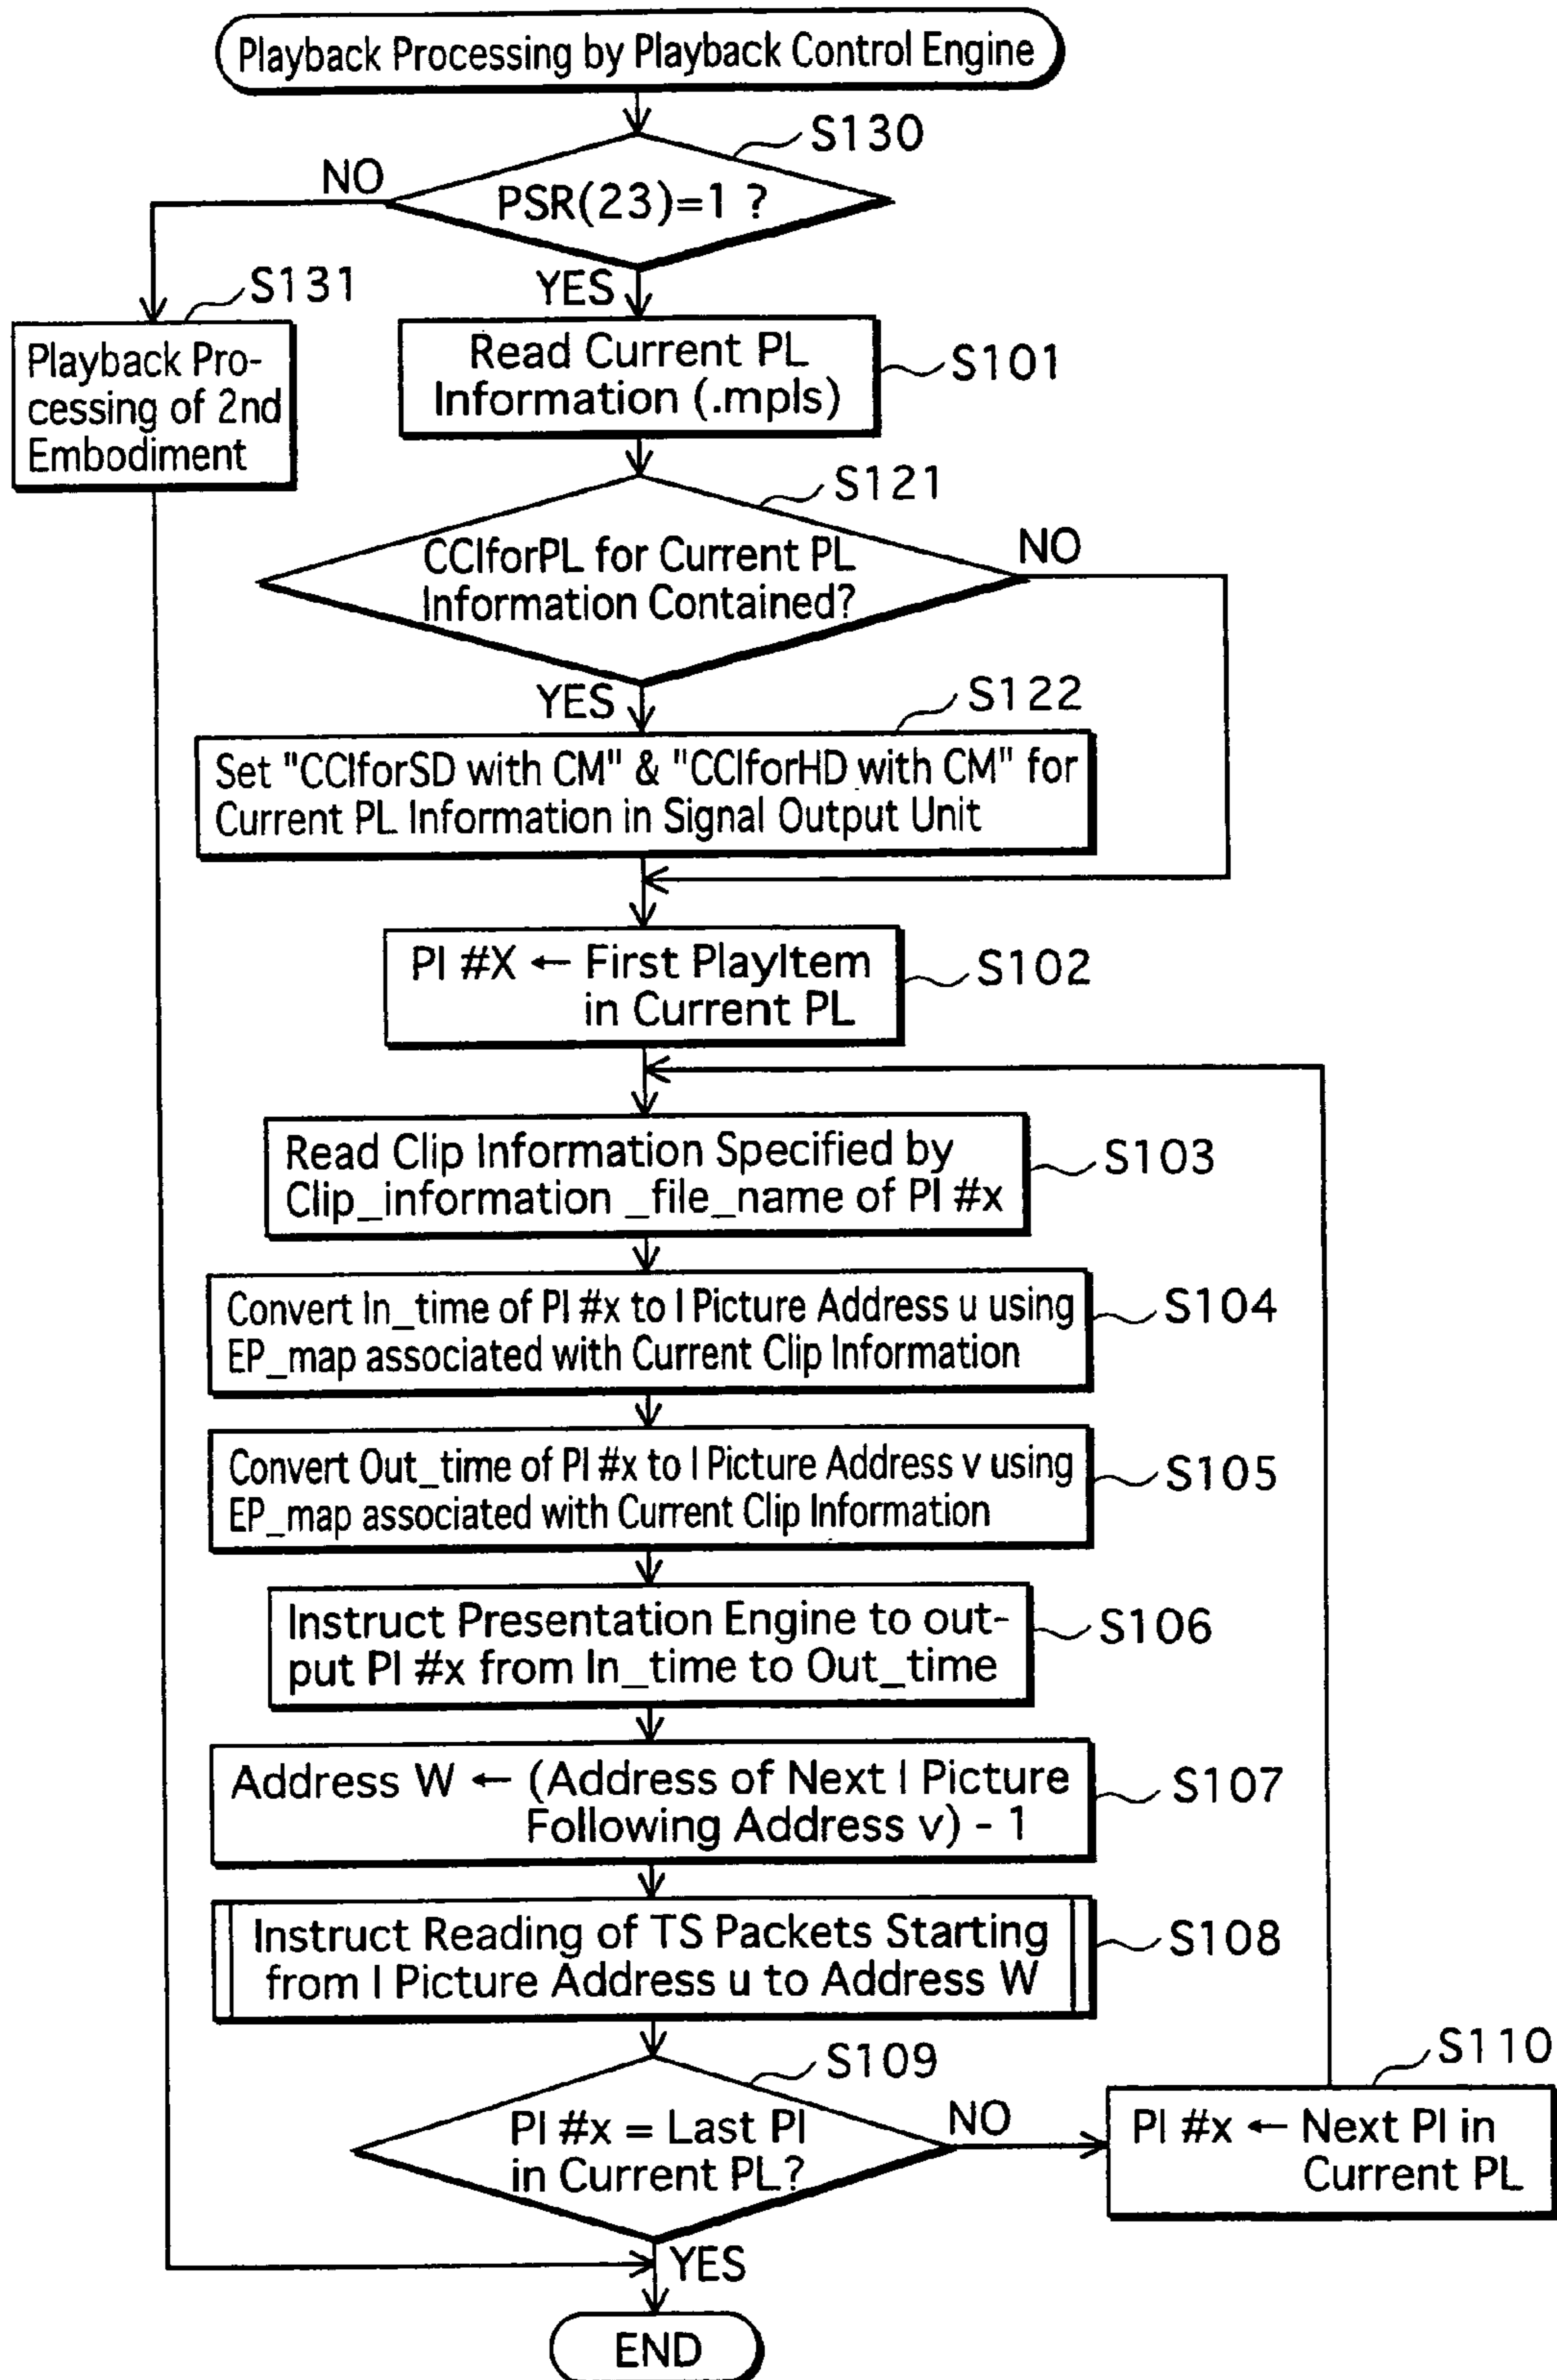 Playback Processing by Playback Control Engine
S130
NO
PSR(23)=1 ?
YES
S131
Playback Pro-
cessing of 2nd
Embodiment
Read Current PL
Information (.mpls)
S101
S121
CCIforPL for Current PL
Information Contained?
NO
YES
S122
Set "CCIforSD with CM" & "CCIforHD with CM" for
Current PL Information in Signal Output Unit
PI #X ← First PlayItem
in Current PL
S102
Read Clip Information Specified by
Clip_information _file_name of PI #x
S103
Convert In_time of PI #x to I Picture Address u using
EP_map associated with Current Clip Information
S104
Convert Out_time of PI #x to I Picture Address v using
EP_map associated with Current Clip Information
S105
Instruct Presentation Engine to out-
put PI #x from In_time to Out_time
S106
Address W ← (Address of Next I Picture
Following Address v) - 1
S107
Instruct Reading of TS Packets Starting
from I Picture Address u to Address W
S108
S109
PI #x = Last PI
in Current PL?
NO
S110
PI #x ← Next PI in
Current PL
YES
END